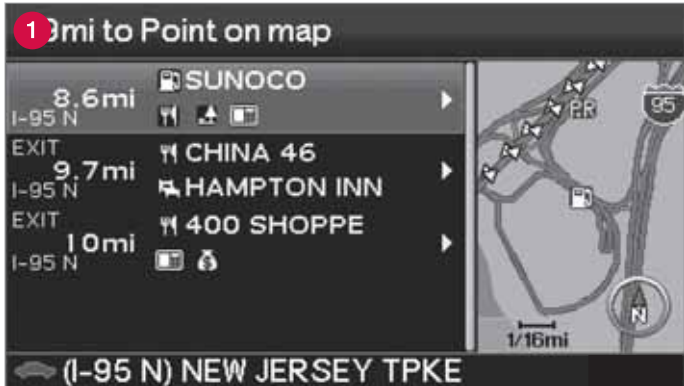 1 9mi to Point on map
SUNOCO
8.6mi
I-95 N
EXIT
9.7mi
I-95 N
CHINA 46
HAMPTON INN
EXIT
10mi
I-95 N
400 SHOPPE
(I-95 N) NEW JERSEY TPKE
95
N
1/16mi